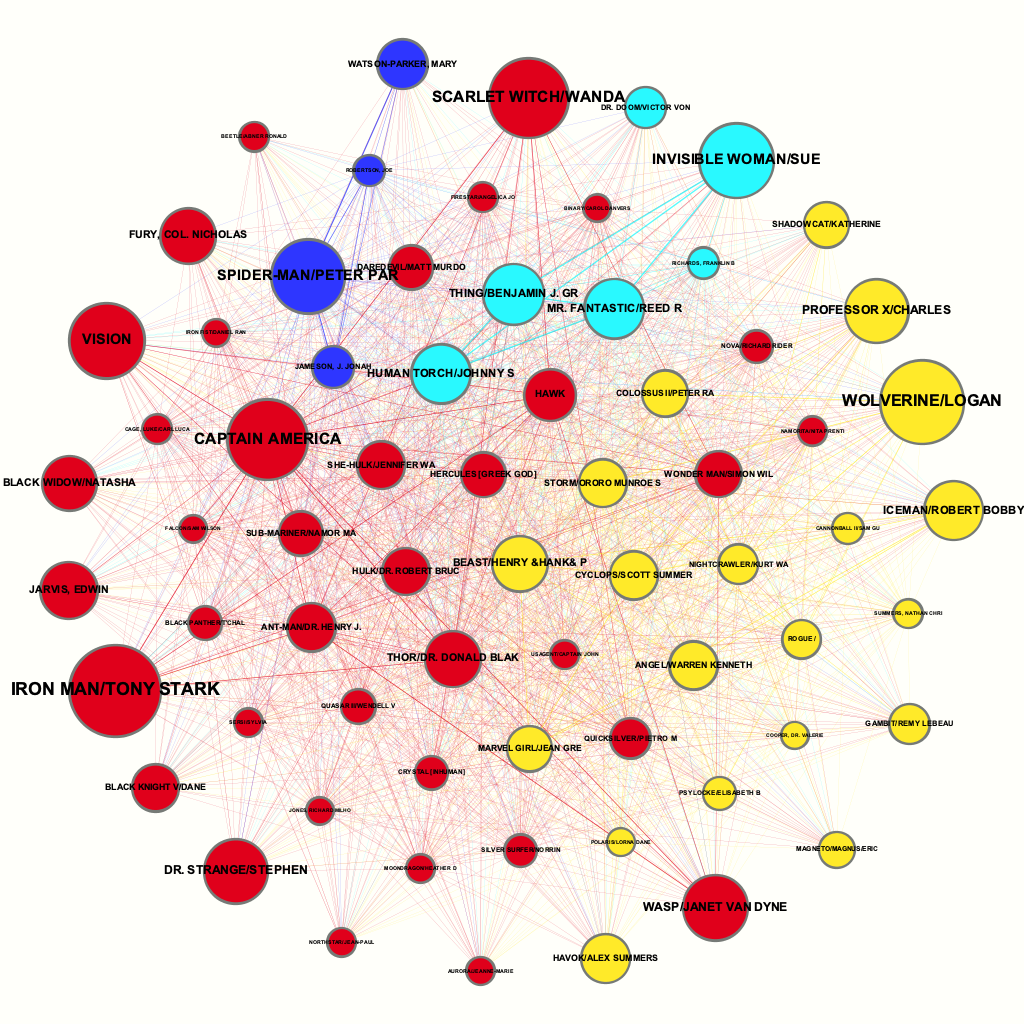 WATSON-PARKER, MARY
SCARLET WITCH/WANDA
DR. DOOM/VICTOR VON
BEETLE/ABNER RONALD
INVISIBLE WOMAN/SUE
ROBERTSON, JOE
FIRESTAR/ANGELICA JO
BINARY/CAROL DANVERS
SHADOWCAT/KATHERINE
FURY, COL. NICHOLAS
RICHARDS, FRANKLIN B
DAREDEVIL/MATT MURDO
SPIDER-MAN/PETER PAR
THING/BENJAMIN J. GR
MR. FANTASTIC/REED R
PROFESSOR X/CHARLES
IRON FIST/DANIEL RAN
VISION
NOVA/RICHARD RIDER
JAMESON, J. JONAH
HUMAN TORCH/JOHNNY S
HAWK
COLOSSUS II/PETER RA
WOLVERINE/LOGAN
CAGE, LUKE/CARL LUCA
NAMORITA/NITA PRENTI
CAPTAIN AMERICA
SHE-HULK/JENNIFER WA
HERCULES [GREEK GOD]
WONDER MAN/SIMON WIL
BLACK WIDOW/NATASHA
STORM/ORORO MUNROE S
ICEMAN/ROBERT BOBBY
FALCON/SAM WILSON
CANNONBALL II/SAM GU
SUB-MARINER/NAMOR MA
BEAST/HENRY &HANK& P
NIGHTCRAWLER/KURT WA
HULK/DR. ROBERT BRUC
CYCLOPS/SCOTT SUMMER
JARVIS, EDWIN
SUMMERS, NATHAN CHRI
BLACK PANTHER/T'CHAL
ANT-MAN/DR. HENRY J.
ROGUE /
THOR/DR. DONALD BLAK
USAGENT/CAPTAIN JOHN
ANGEL/WARREN KENNETH
IRON MAN/TONY STARK
QUASAR III/WENDELL V
SERSI/SYLVIA
GAMBIT/REMY LEBEAU
COOPER, DR. VALERIE
QUICKSILVER/PIETRO M
MARVEL GIRL/JEAN GRE
CRYSTAL [INHUMAN]
BLACK KNIGHT V/DANE
PSYLOCKE/ELISABETH B
JONES, RICHARD MILHO
POLARIS/LORNA DANE
SILVER SURFER/NORRIN
MAGNETO/MAGNUS/ERIC
MOONDRAGON/HEATHER D
DR. STRANGE/STEPHEN
WASP/JANET VAN DYNE
NORTHSTAR/JEAN-PAUL
HAVOK/ALEX SUMMERS
AURORA/JEANNE-MARIE